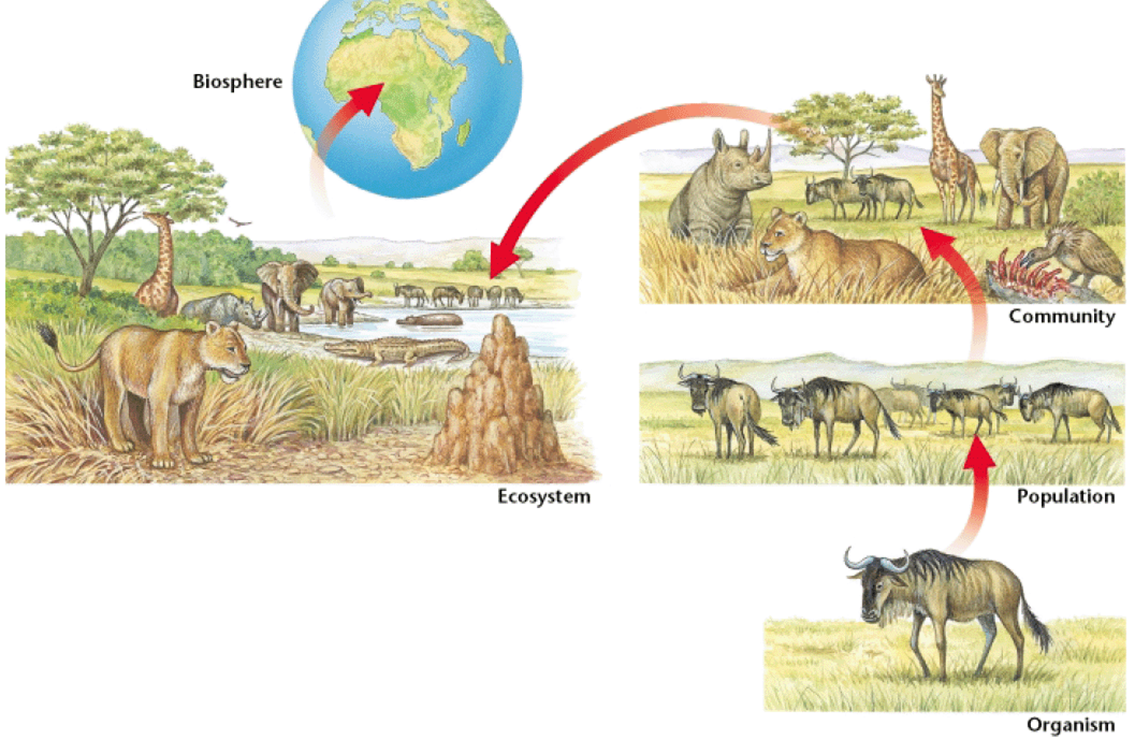 Biosphere
Community
Ecosystem
Population
Organism